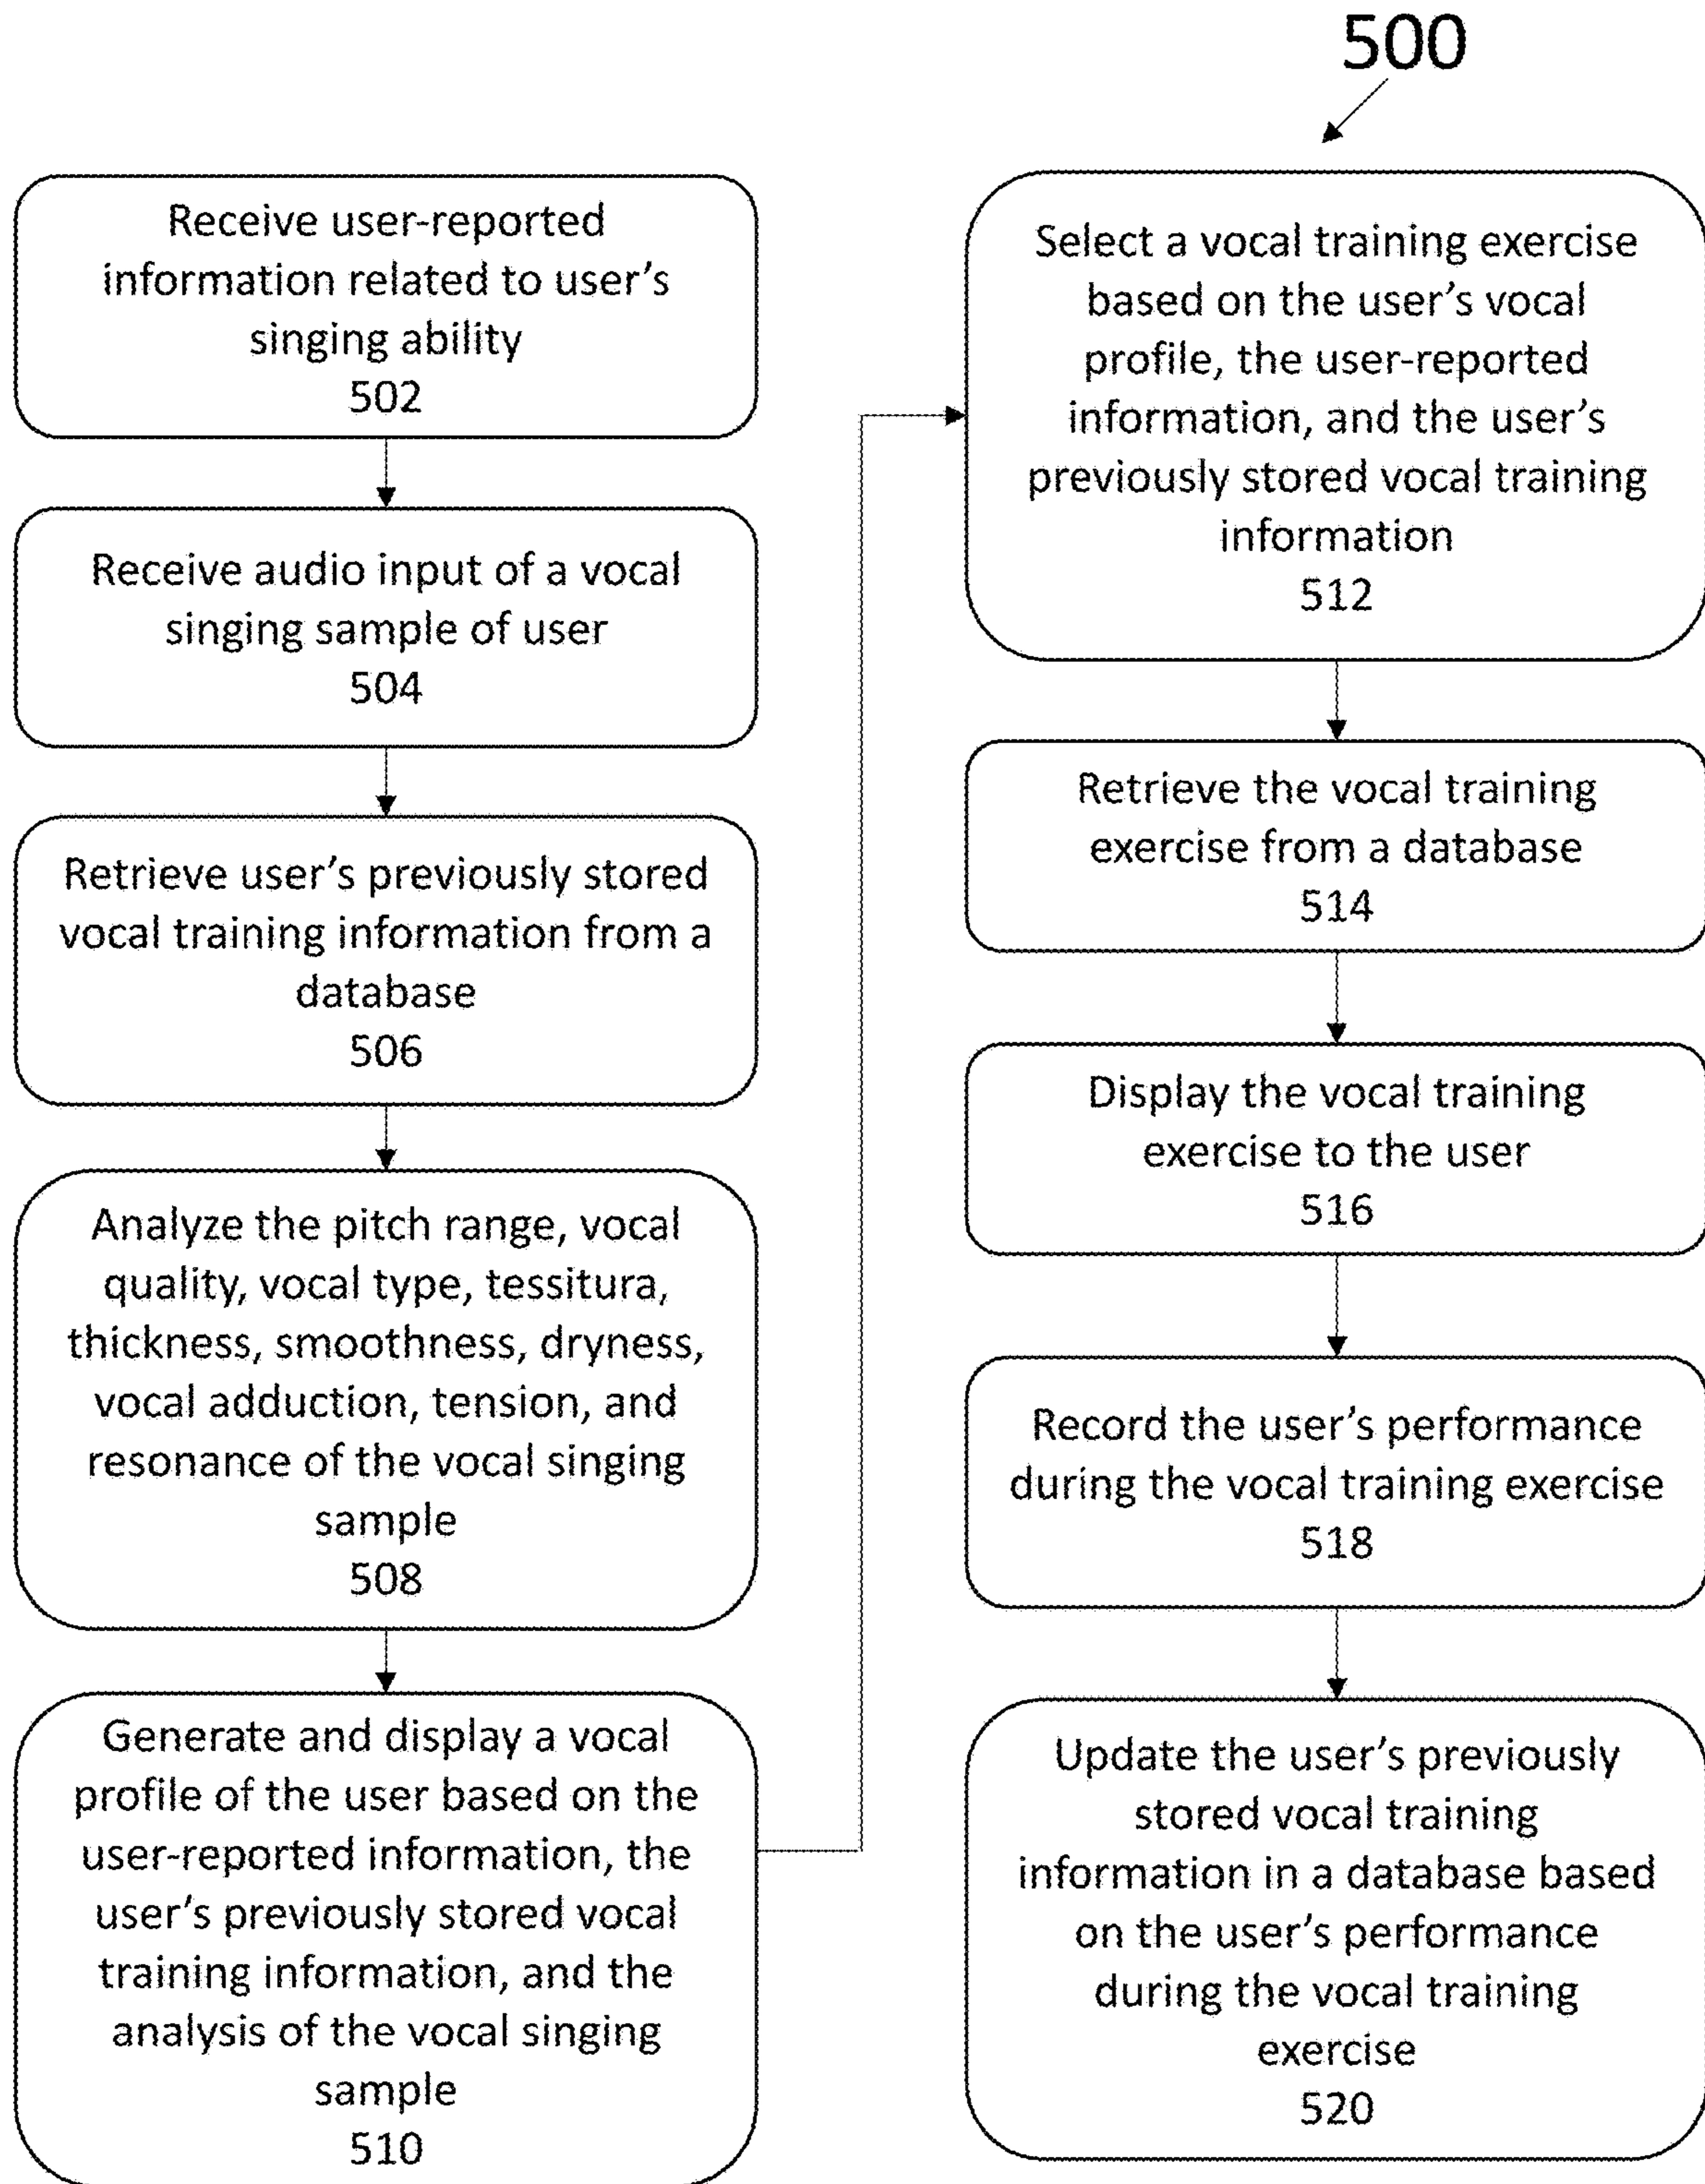 500
Receive user-reported
information related to user's
singing ability
502
Receive audio input of a vocal
singing sample of user
504
Retrieve user's previously stored
vocal training information from a
database
506
Analyze the pitch range, vocal
quality, vocal type, tessitura,
thickness, smoothness, dryness,
vocal adduction, tension, and
resonance of the vocal singing
sample
508
Generate and display a vocal
profile of the user based on the
user-reported information, the
user's previously stored vocal
training information, and the
analysis of the vocal singing
sample
510
Select a vocal training exercise
based on the user's vocal
profile, the user-reported
information, and the user's
previously stored vocal training
information
512
Retrieve the vocal training
exercise from a database
514
Display the vocal training
exercise to the user
516
Record the user's performance
during the vocal training exercise
518
Update the user's previously
stored vocal training
information in a database based
on the user's performance
during the vocal training
exercise
520